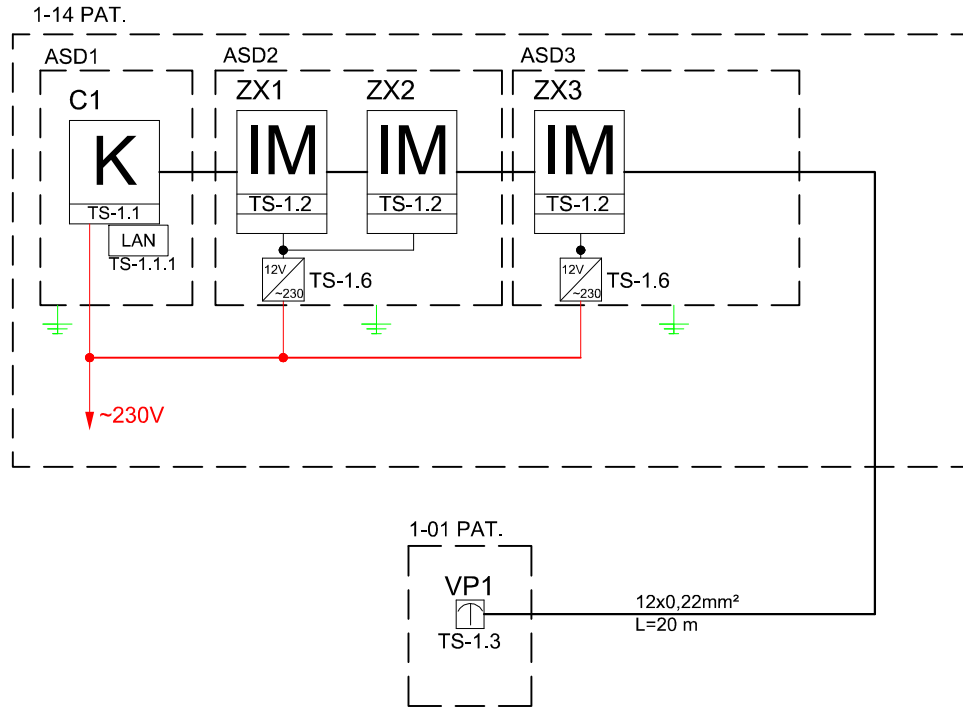 1-14 PAT.
ASD1
ASD2
ASD3
C1
ZX1
ZX2
ZX3
K
IM
IM
IM
TS-1.1
TS-1.2
TS-1.2
TS-1.2
LAN
TS-1.1.1
12V
~230
TS-1.6
12V
~230
TS-1.6
~230V
1-01 PAT.
VP1
TS-1.3
12x0,22mm²
L=20 m